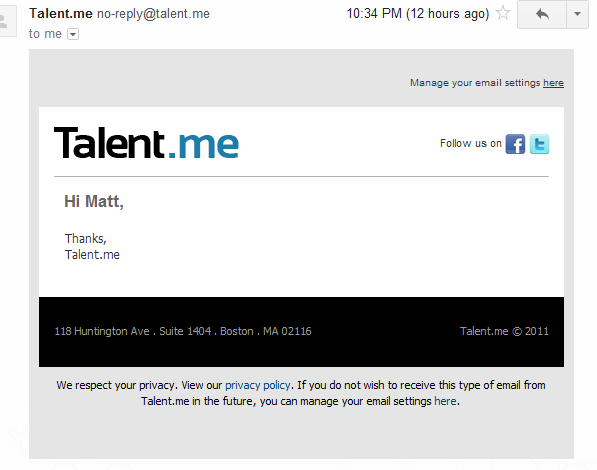 Talent.me no-reply@talent.me 10:34 PM (12 hours ago)
to me
Manage your email settings here
Talent.me
Follow us on f t
Hi Matt,
Thanks,
Talent.me
118 Huntington Ave . Suite 1404 . Boston . MA 02116 Talent.me © 2011
We respect your privacy. View our privacy policy. If you do not wish to receive this type of email from
Talent.me in the future, you can manage your email settings here.